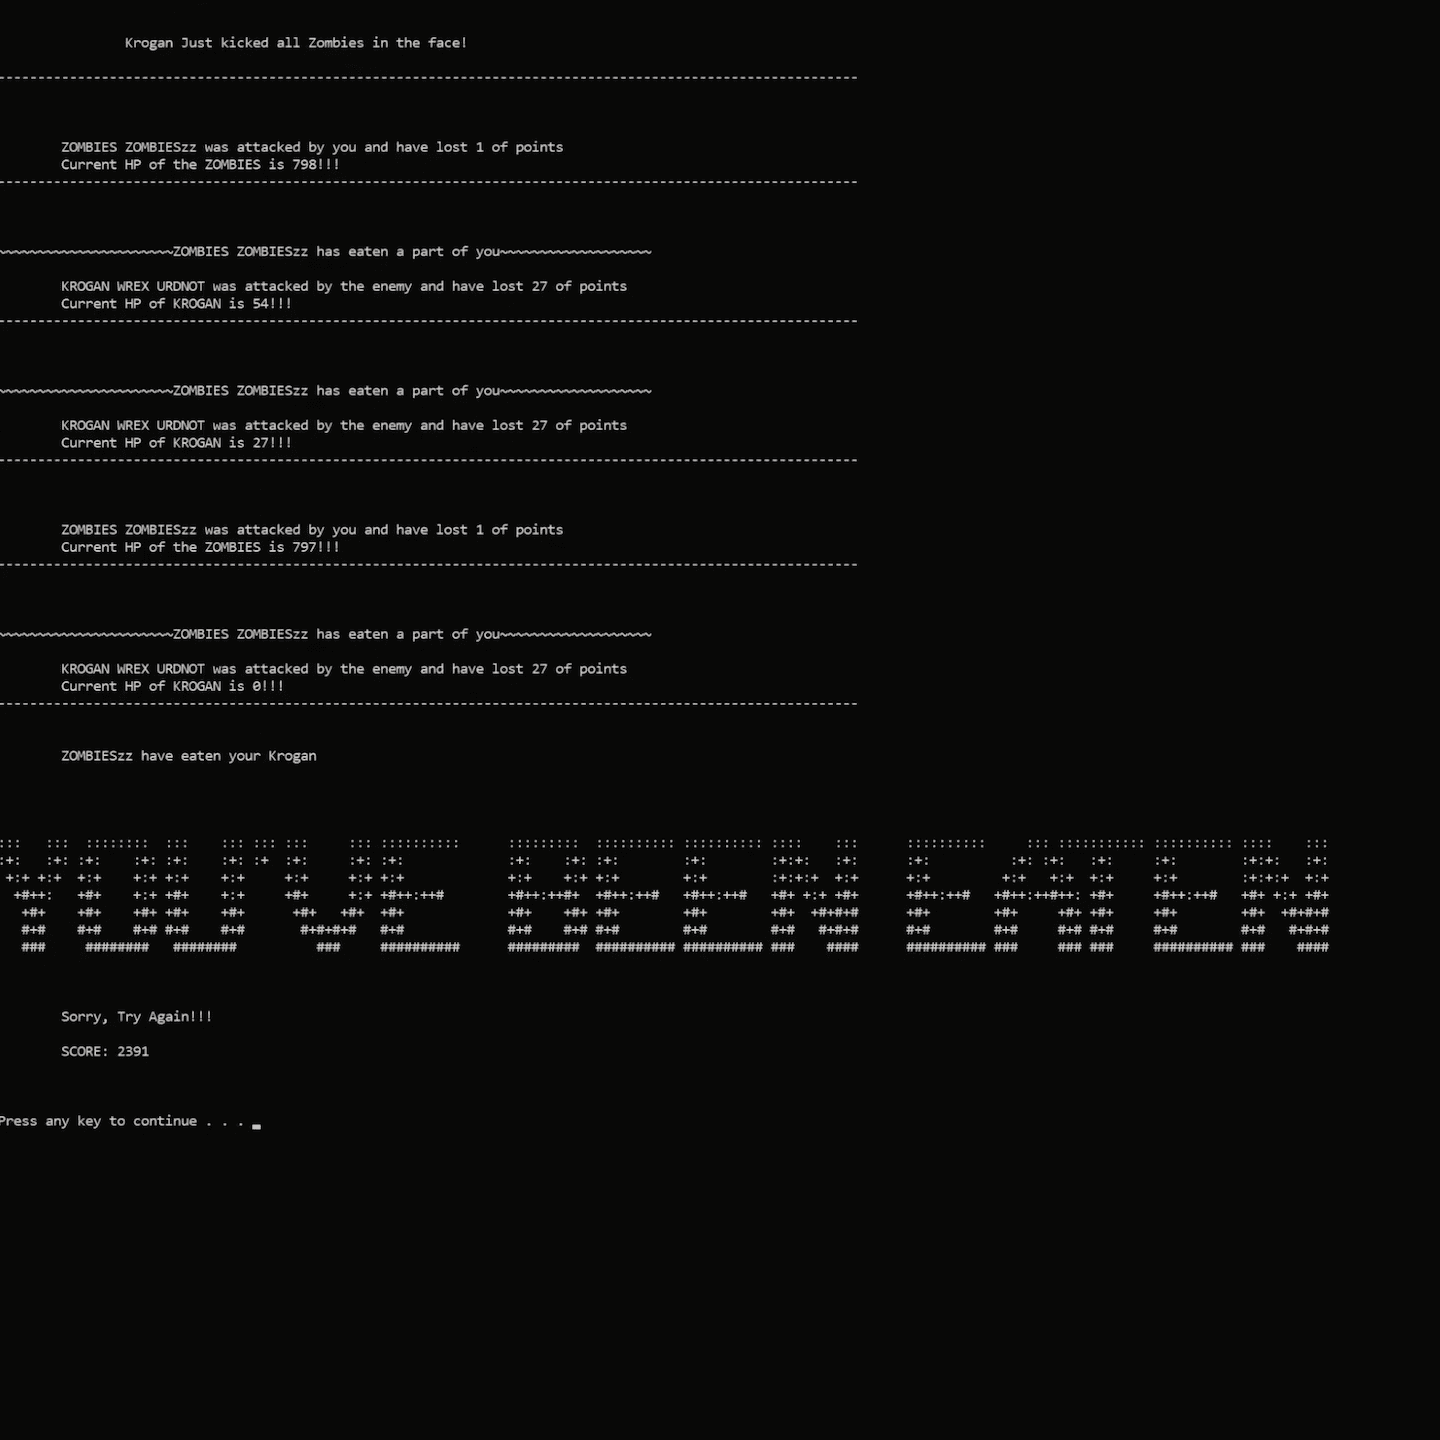 Krogan Just kicked all Zombies in the face!
ZOMBIES ZOMBIESzz was attacked by you and have lost 1 of points
Current HP of the ZOMBIES is 798!!!
~~~~~~~~~~~~~~~~~~~~~~ZOMBIES ZOMBIESzz has eaten a part of you~~~~~~~~~~~~~~~~~~~
KROGAN WREX URDNOT was attacked by the enemy and have lost 27 of points
Current HP of KROGAN is 54!!!
~~~~~~~~~~~~~~~~~~~~~~ZOMBIES ZOMBIESzz has eaten a part of you~~~~~~~~~~~~~~~~~~~
KROGAN WREX URDNOT was attacked by the enemy and have lost 27 of points
Current HP of KROGAN is 27!!!
ZOMBIES ZOMBIESzz was attacked by you and have lost 1 of points
Current HP of the ZOMBIES is 797!!!
~~~~~~~~~~~~~~~~~~~~~~ZOMBIES ZOMBIESzz has eaten a part of you~~~~~~~~~~~~~~~~~~~
KROGAN WREX URDNOT was attacked by the enemy and have lost 27 of points
Current HP of KROGAN is 0!!!
ZOMBIESzz have eaten your Krogan
YOU'VE BEEN EATEN
Sorry, Try Again!!!
SCORE: 2391
Press any key to continue . . .